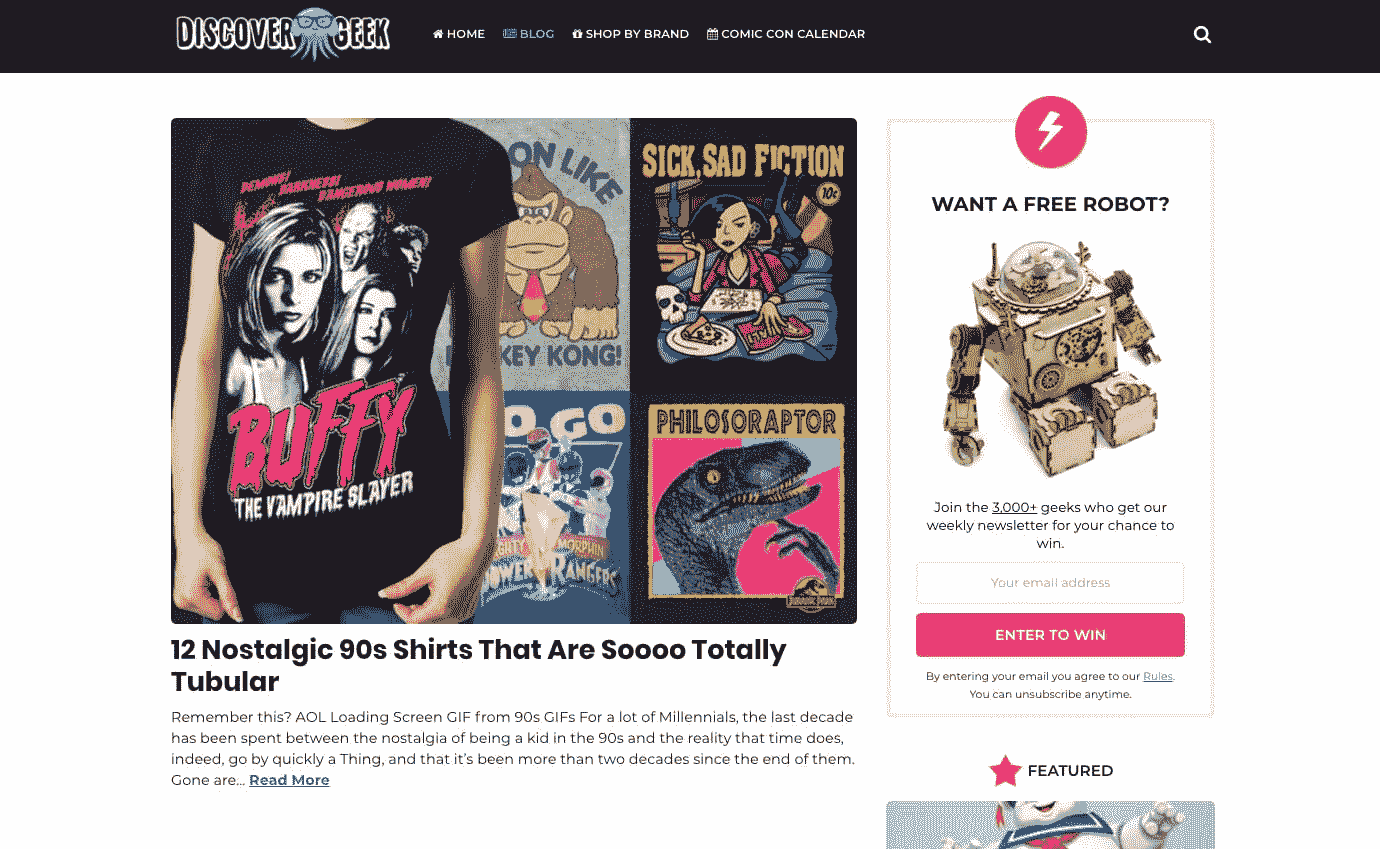 DISCOVER GEEK
HOME
BLOG
SHOP BY BRAND
COMIC CON CALENDAR
DEMONS!
DARKNESS!
DANGEROUS WOMEN!
BUFFY
THE VAMPIRE SLAYER
ON LIKE
KEY KONG!
SICK, SAD FICTION
10¢
O GO
MORPHIN
POWER RANGERS
PHILOSORAPTOR
JURASSIC PARK
12 Nostalgic 90s Shirts That Are Soooo Totally
Tubular
Remember this? AOL Loading Screen GIF from 90s GIFs For a lot of Millennials, the last decade
has been spent between the nostalgia of being a kid in the 90s and the reality that time does,
indeed, go by quickly a Thing, and that it’s been more than two decades since the end of them.
Gone are... Read More
WANT A FREE ROBOT?
Join the 3,000+ geeks who get our
weekly newsletter for your chance to
win.
Your email address
ENTER TO WIN
By entering your email you agree to our Rules.
You can unsubscribe anytime.
FEATURED